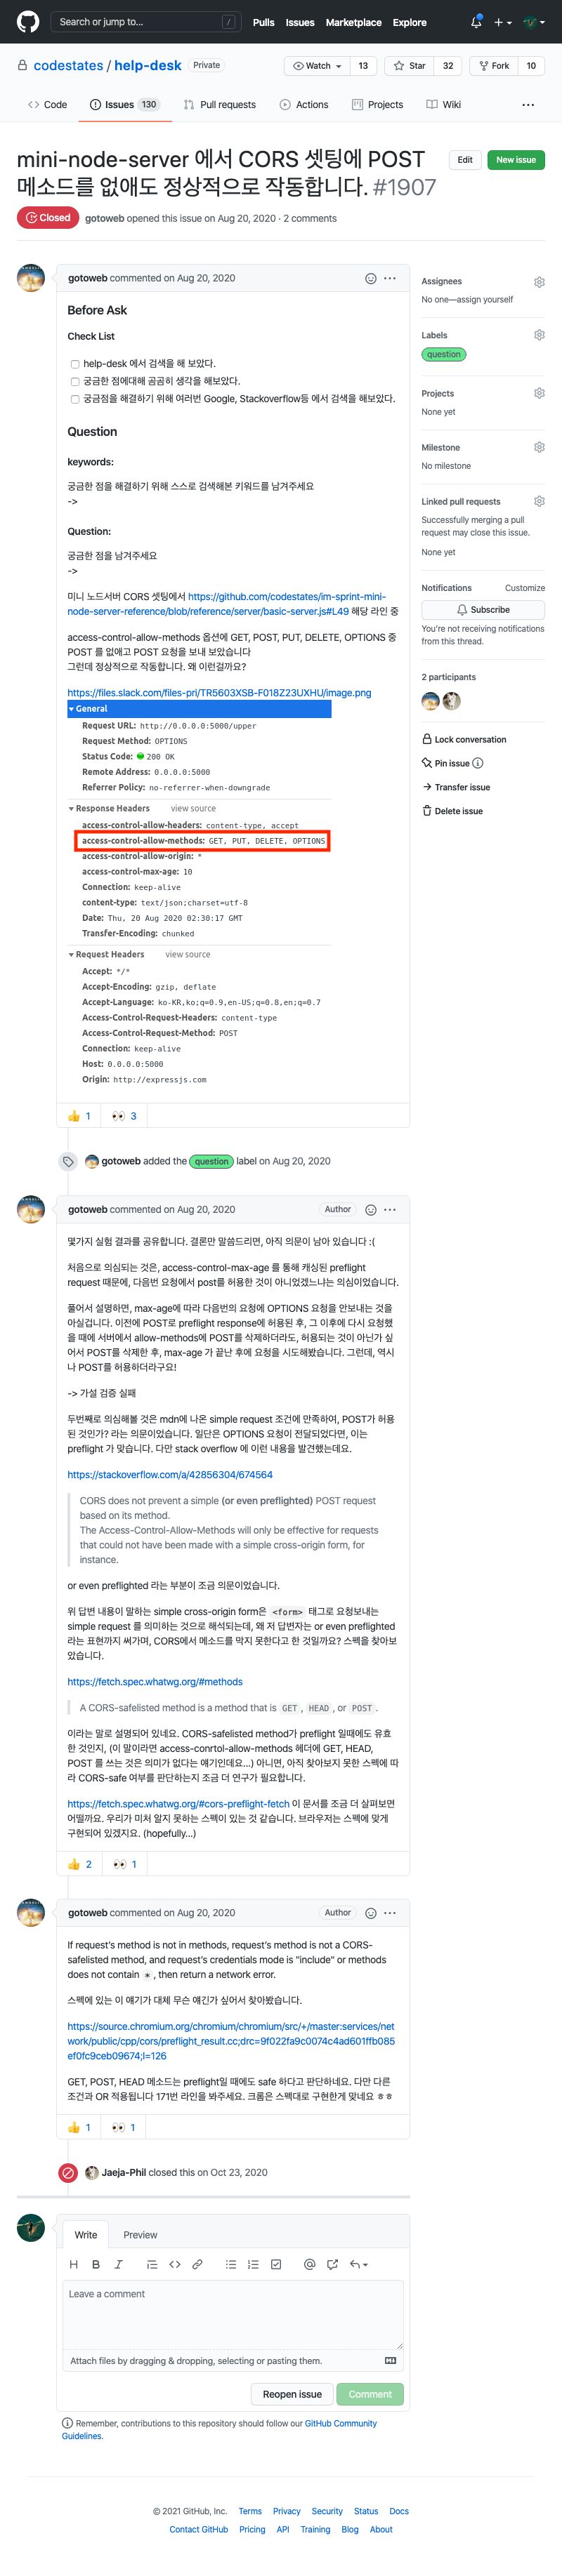 Search or jump to...
/
Pulls Issues Marketplace Explore
codestates / help-desk Private
Watch 13 Star 32 Fork 10
Code Issues 130 Pull requests Actions Projects Wiki ...
mini-node-server 에서 CORS 셋팅에 POST
메소드를 없애도 정상적으로 작동합니다. #1907
Edit New issue
Closed gotoweb opened this issue on Aug 20, 2020 · 2 comments
gotoweb commented on Aug 20, 2020
Before Ask
Check List
help-desk 에서 검색을 해 보았다.
궁금한 점에대해 곰곰히 생각을 해보았다.
궁금점을 해결하기 위해 여러번 Google, Stackoverflow등 에서 검색을 해보았다.
Question
keywords:
궁금한 점을 해결하기 위해 스스로 검색해본 키워드를 남겨주세요
->
Question:
궁금한 점을 남겨주세요
->
미니 노드서버 CORS 셋팅에서 https://github.com/codestates/im-sprint-mini-
node-server-reference/blob/reference/server/basic-server.js#L49 해당 라인 중
access-control-allow-methods 옵션에 GET, POST, PUT, DELETE, OPTIONS 중
POST 를 없애고 POST 요청을 보내 보았습니다
그런데 정상적으로 작동합니다. 왜 이런걸까요?
https://files.slack.com/files-pri/TR5603XSB-F018Z23UXHU/image.png
General
Request URL: http://0.0.0.0:5000/upper
Request Method: OPTIONS
Status Code: 200 OK
Remote Address: 0.0.0.0:5000
Referrer Policy: no-referrer-when-downgrade
Response Headers view source
access-control-allow-headers: content-type, accept
access-control-allow-methods: GET, PUT, DELETE, OPTIONS
access-control-allow-origin: *
access-control-max-age: 10
Connection: keep-alive
content-type: text/json;charset=utf-8
Date: Thu, 20 Aug 2020 02:30:17 GMT
Transfer-Encoding: chunked
Request Headers view source
Accept: */*
Accept-Encoding: gzip, deflate
Accept-Language: ko-KR,ko;q=0.9,en-US;q=0.8,en;q=0.7
Access-Control-Request-Headers: content-type
Access-Control-Request-Method: POST
Connection: keep-alive
Host: 0.0.0.0:5000
Origin: http://expressjs.com
👍 1 👀 3
Assignees
No one—assign yourself
Labels
question
Projects
None yet
Milestone
No milestone
Linked pull requests
Successfully merging a pull
request may close this issue.
None yet
Notifications Customize
Subscribe
You're not receiving notifications
from this thread.
2 participants
Lock conversation
Pin issue
Transfer issue
Delete issue
gotoweb added the question label on Aug 20, 2020
gotoweb commented on Aug 20, 2020 Author
몇가지 실험 결과를 공유합니다. 결론만 말씀드리면, 아직 의문이 남아 있습니다 :(
처음으로 의심되는 것은, access-control-max-age 를 통해 캐싱된 preflight
request 때문에, 다음번 요청에서 post를 허용한 것이 아니었겠느냐는 의심이었습니다.
풀어서 설명하면, max-age에 따라 다음번의 요청에 OPTIONS 요청을 안보내는 것을
아실겁니다. 이전에 POST로 preflight response에 허용된 후, 그 이후에 다시 요청했
을 때에 서버에서 allow-methods에 POST를 삭제하더라도, 허용되는 것이 아닌가 싶
어서 POST를 삭제한 후, max-age 가 끝난 후에 요청을 시도해봤습니다. 그런데, 역시
나 POST를 허용하더라구요!
-> 가설 검증 실패
두번째로 의심해볼 것은 mdn에 나온 simple request 조건에 만족하여, POST가 허용
된 것인가? 라는 의문이었습니다. 일단은 OPTIONS 요청이 전달되었다면, 이는
preflight 가 맞습니다. 다만 stack overflow 에 이런 내용을 발견했는데요.
https://stackoverflow.com/a/42856304/674564
CORS does not prevent a simple (or even preflighted) POST request
based on its method.
The Access-Control-Allow-Methods will only be effective for requests
that could not have been made with a simple cross-origin form, for
instance.
or even preflighted 라는 부분이 조금 의문이었습니다.
위 답변 내용이 말하는 simple cross-origin form은 <form> 태그로 요청보내는
simple request 를 의미하는 것으로 해석되는데, 왜 저 답변자는 or even preflighted
라는 표현까지 써가며, CORS에서 메소드를 막지 못한다고 한 것일까요? 스펙을 찾아보
았습니다.
https://fetch.spec.whatwg.org/#methods
A CORS-safelisted method is a method that is GET , HEAD , or POST .
이라는 말로 설명되어 있네요. CORS-safelisted method가 preflight 일때에도 유효
한 것인지, (이 말이라면 access-conrtol-allow-methods 헤더에 GET, HEAD,
POST 를 쓰는 것은 의미가 없다는 얘기인데요...) 아니면, 아직 찾아보지 못한 스펙에 따
라 CORS-safe 여부를 판단하는지 조금 더 연구가 필요합니다.
https://fetch.spec.whatwg.org/#cors-preflight-fetch 이 문서를 조금 더 살펴보면
어떨까요. 우리가 미처 알지 못하는 스펙이 있는 것 같습니다. 브라우저는 스펙에 맞게
구현되어 있겠지요. (hopefully...)
👍 2 👀 1
gotoweb commented on Aug 20, 2020 Author
If request's method is not in methods, request's method is not a CORS-
safelisted method, and request's credentials mode is "include" or methods
does not contain * , then return a network error.
스펙에 있는 이 얘기가 대체 무슨 얘긴가 싶어서 찾아봤습니다.
https://source.chromium.org/chromium/chromium/src/+/master:services/net
work/public/cpp/cors/preflight_result.cc;drc=9f022fa9c0074c4ad601ffb085
ef0fc9ceb09674;l=126
GET, POST, HEAD 메소드는 preflight일 때에도 safe 하다고 판단하네요. 다만 다른
조건과 OR 적용됩니다 171번 라인을 봐주세요. 크롬은 스펙대로 구현한게 맞네요 ㅎㅎ
👍 1 👀 1
Jaeja-Phil closed this on Oct 23, 2020
Write Preview
Leave a comment
Attach files by dragging & dropping, selecting or pasting them.
Reopen issue Comment
Remember, contributions to this repository should follow our GitHub Community
Guidelines.
© 2021 GitHub, Inc. Terms Privacy Security Status Docs
Contact GitHub Pricing API Training Blog About